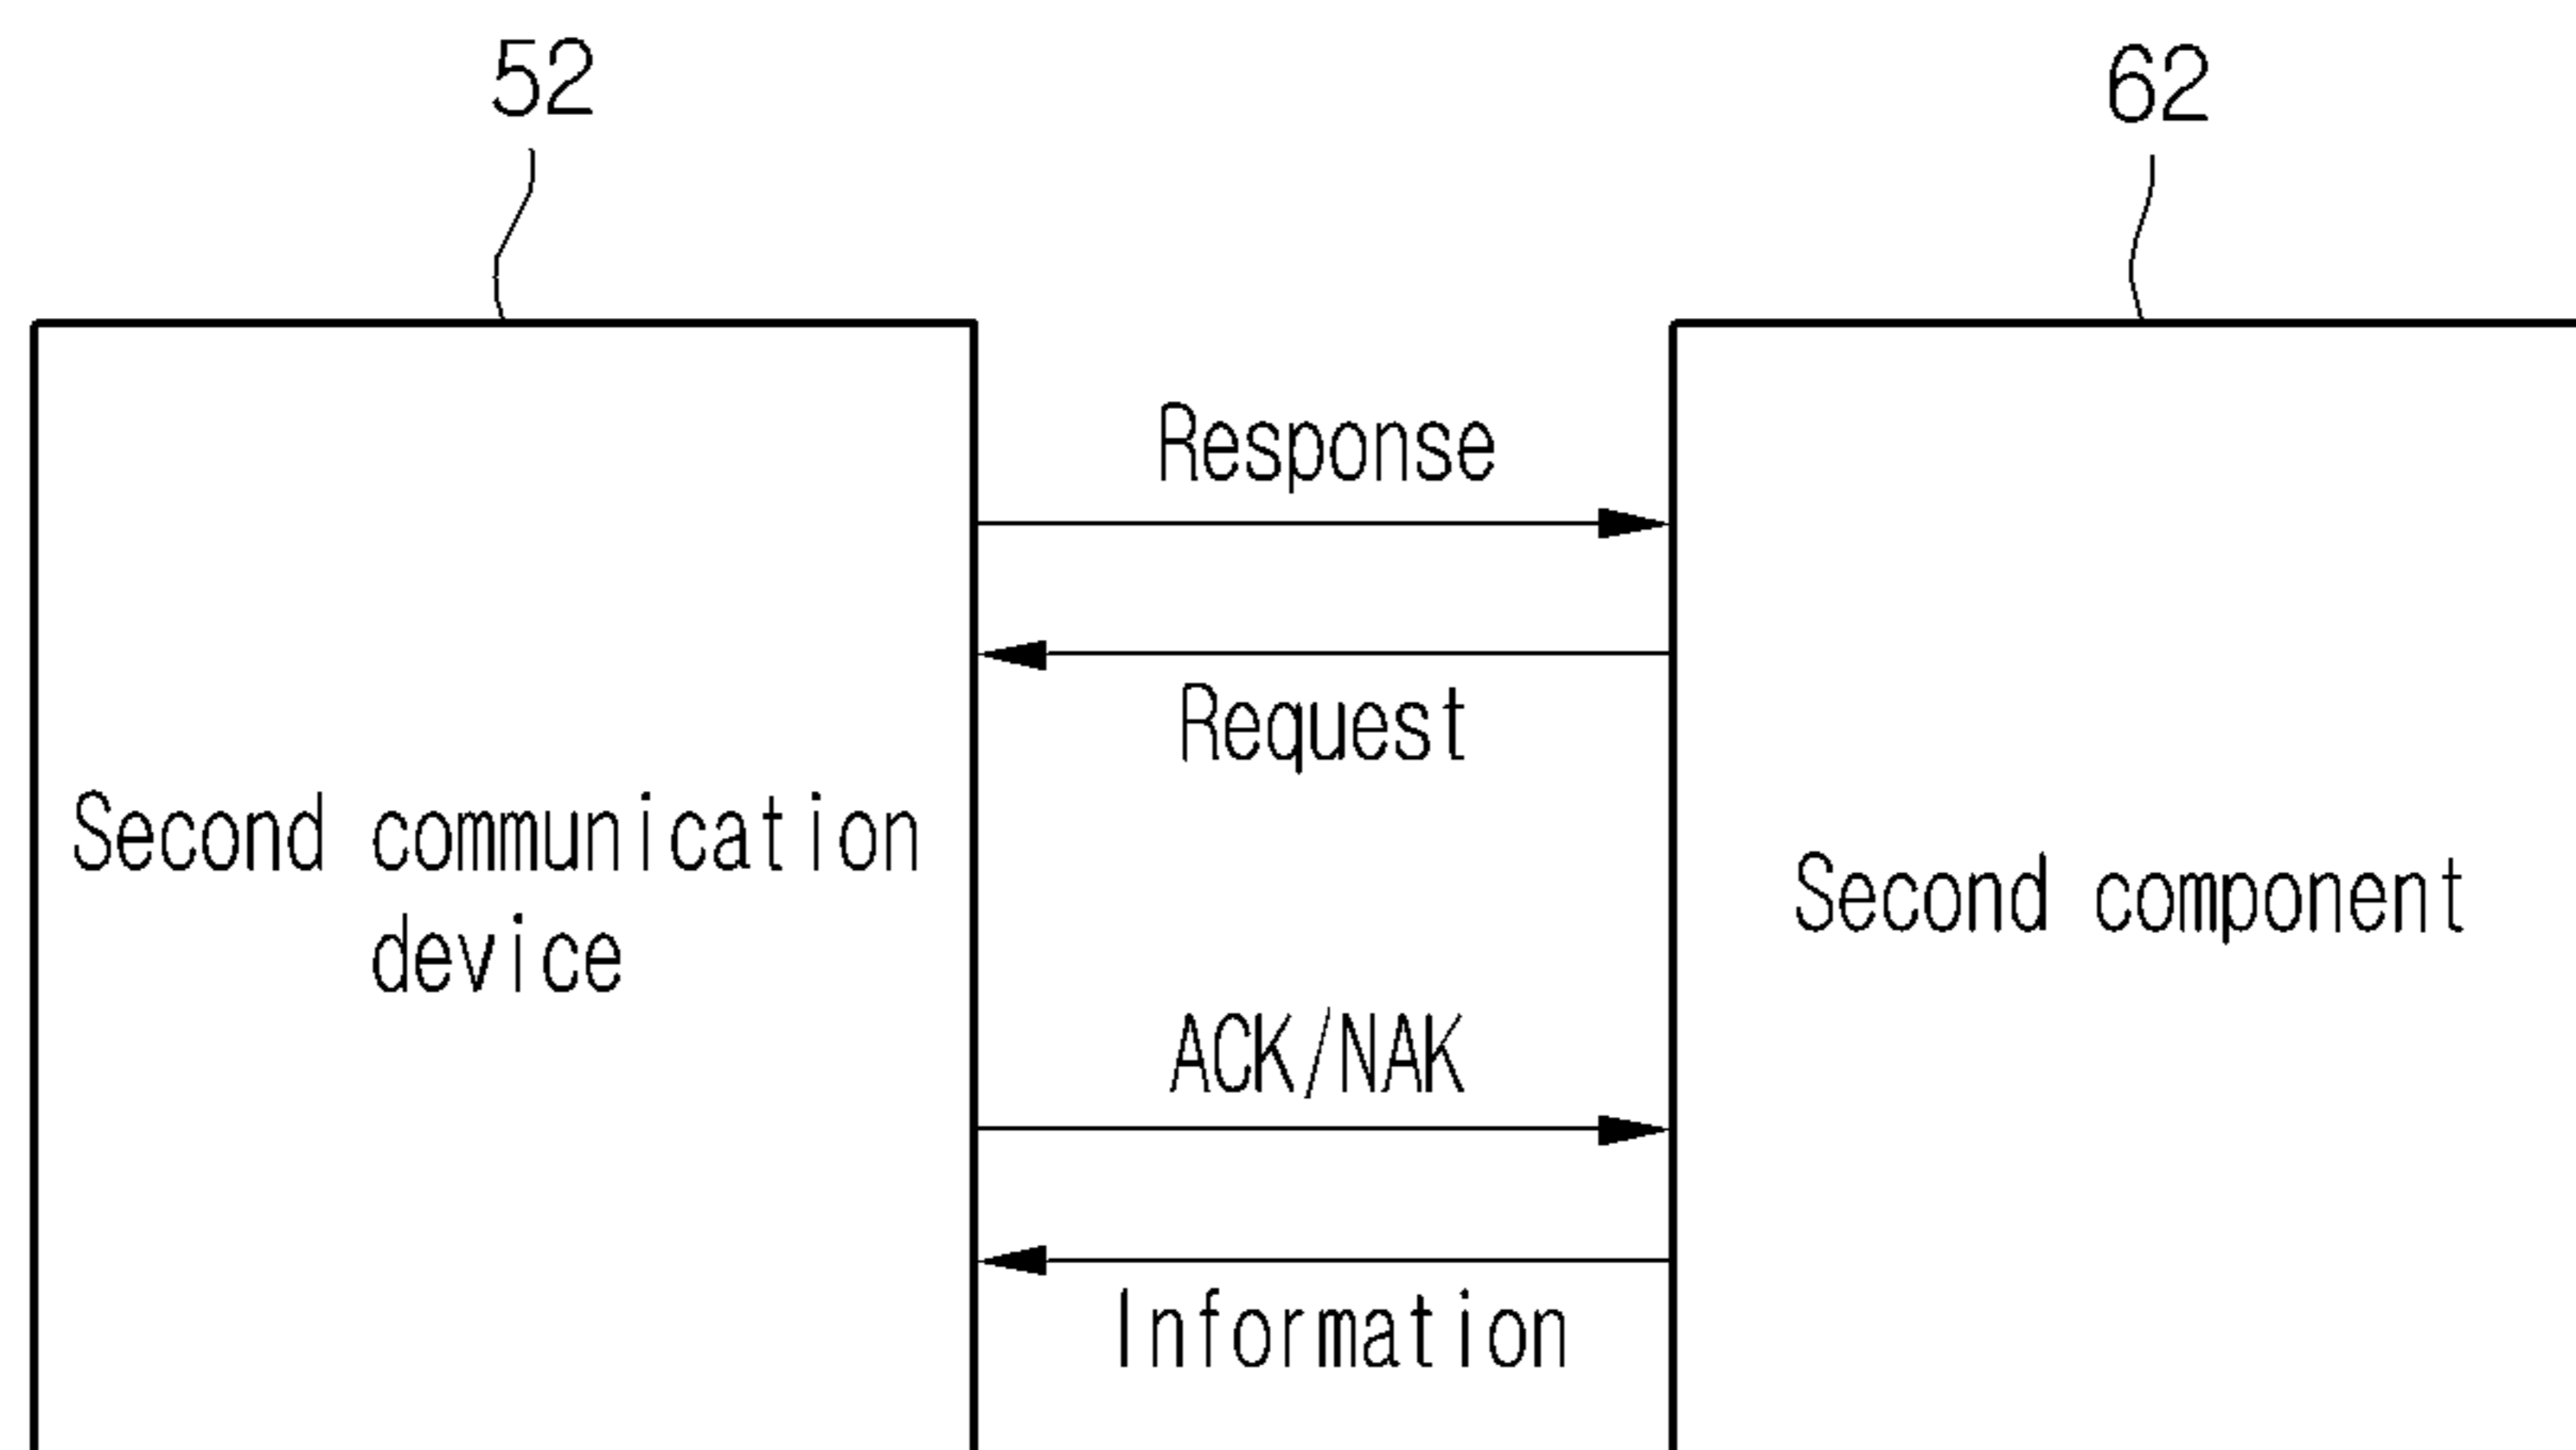 52
62
Response
Request
Second communication
device
Second component
ACK/NAK
Information